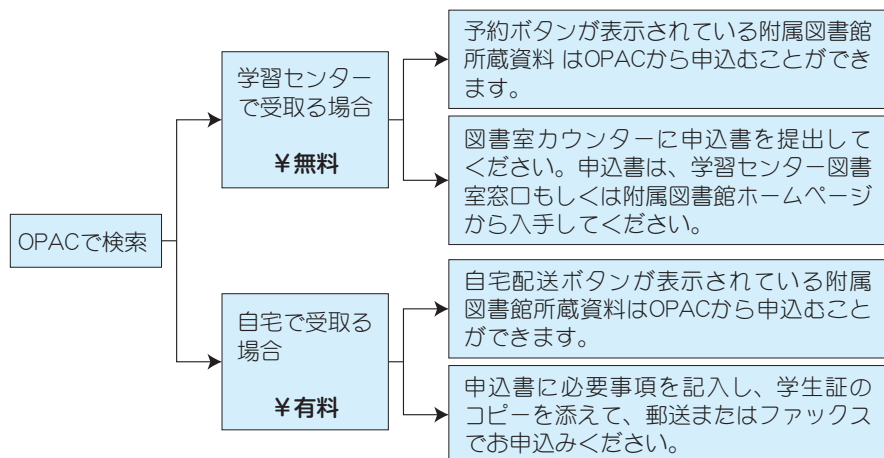 OPACで検索
学習センター
で受取る場合
￥無料
予約ボタンが表示されている附属図書館
所蔵資料 はOPACから申込むことができ
ます。
図書室カウンターに申込書を提出して
ください。申込書は、学習センター図書
室窓口もしくは附属図書館ホームページ
から入手してください。
自宅で受取る
場合
￥有料
自宅配送ボタンが表示されている附属
図書館所蔵資料はOPACから申込むこと
ができます。
申込書に必要事項を記入し、学生証の
コピーを添えて、郵送またはファックス
でお申込みください。